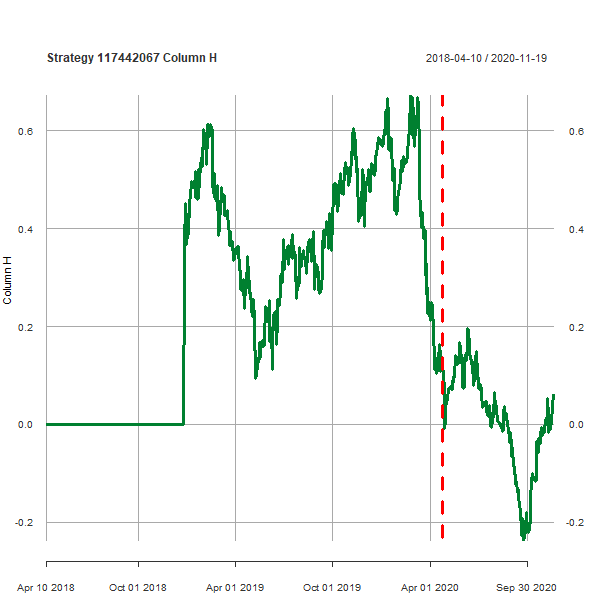 Strategy 117442067 Column H
2018-04-10 / 2020-11-19
0.6
0.6
0.4
0.4
Column H
0.2
0.2
0.0
0.0
-0.2
-0.2
Apr 10 2018
Oct 01 2018
Apr 01 2019
Oct 01 2019
Apr 01 2020
Sep 30 2020